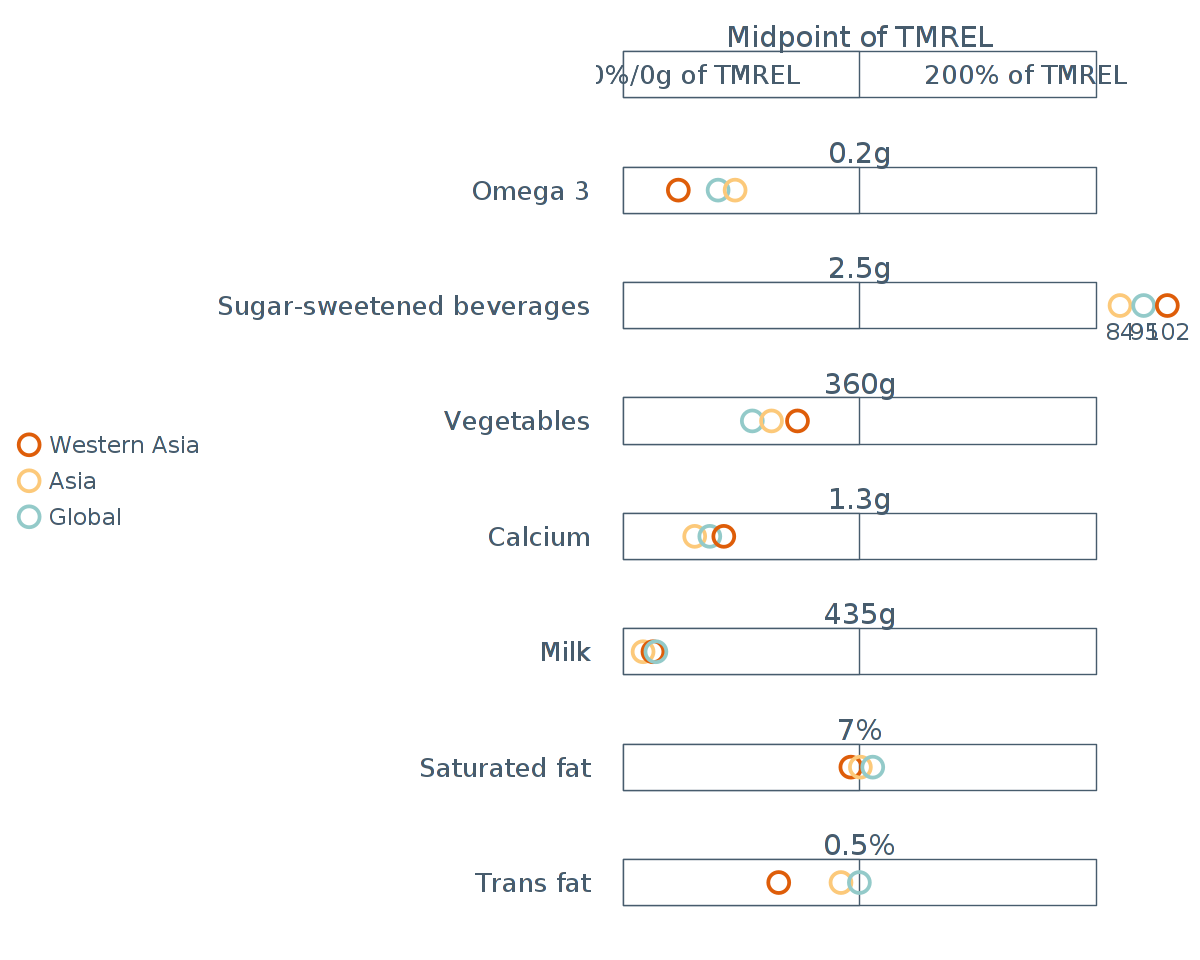 Midpoint of TMREL
0%/0g of TMREL
200% of TMREL
0.2g
Omega 3
2.5g
Sugar-sweetened beverages
84
95
102
360g
Vegetables
Western Asia
Asia
Global
1.3g
Calcium
435g
Milk
7%
Saturated fat
0.5%
Trans fat